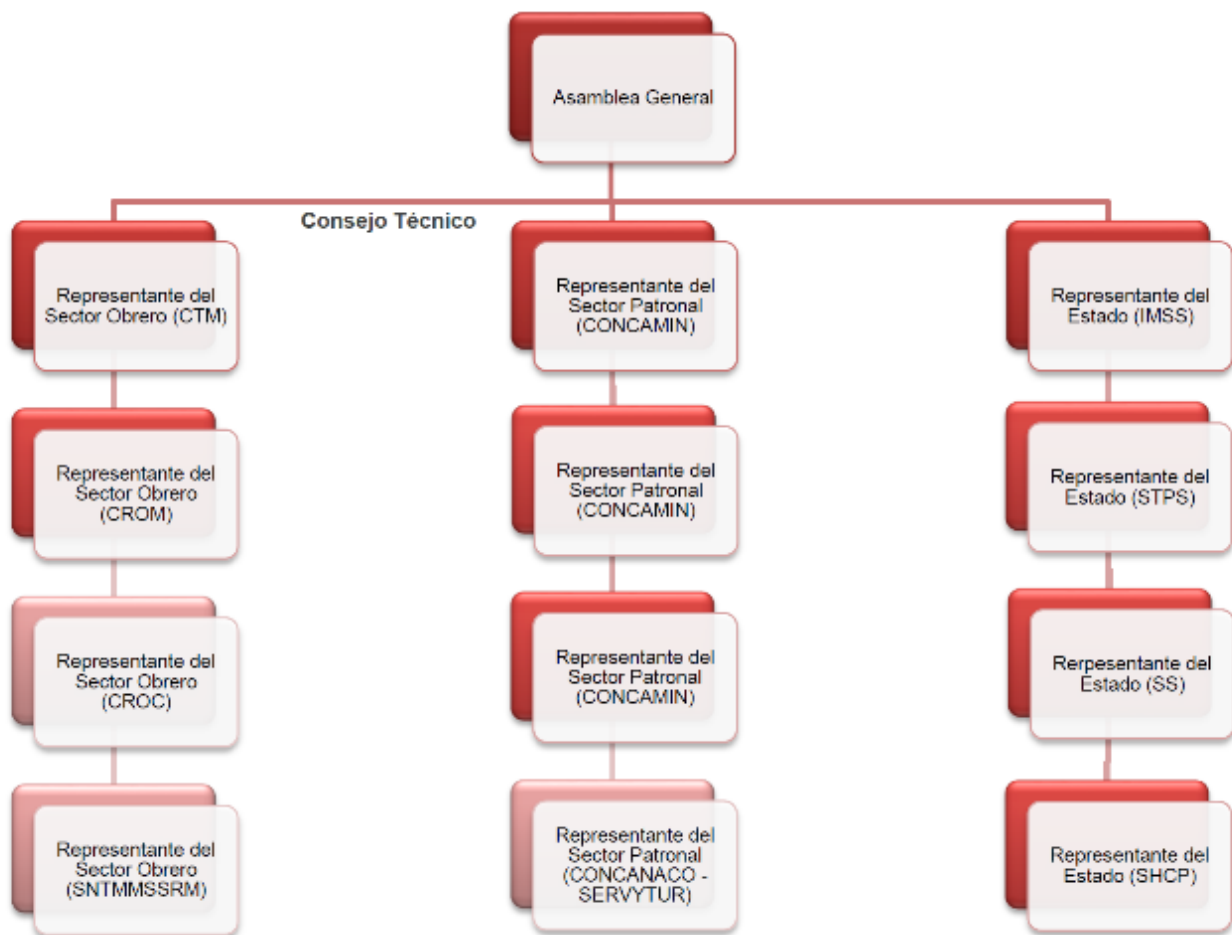 Asamblea General
Consejo Técnico
Representante del
Sector Obrero (CTM)
Representante del
Sector Patronal
(CONCAMIN)
Representante del
Estado (IMSS)
Representante del
Sector Obrero
(CROM)
Representante del
Sector Patronal
(CONCAMIN)
Representante del
Estado (STPS)
Representante del
Sector Obrero
(CROC)
Representante del
Sector Patronal
(CONCAMIN)
Rerpesentante del
Estado (SS)
Representante del
Sector Obrero
(SNTMMSSRM)
Representante del
Sector Patronal
(CONCANACO -
SERVYTUR)
Representante del
Estado (SHCP)